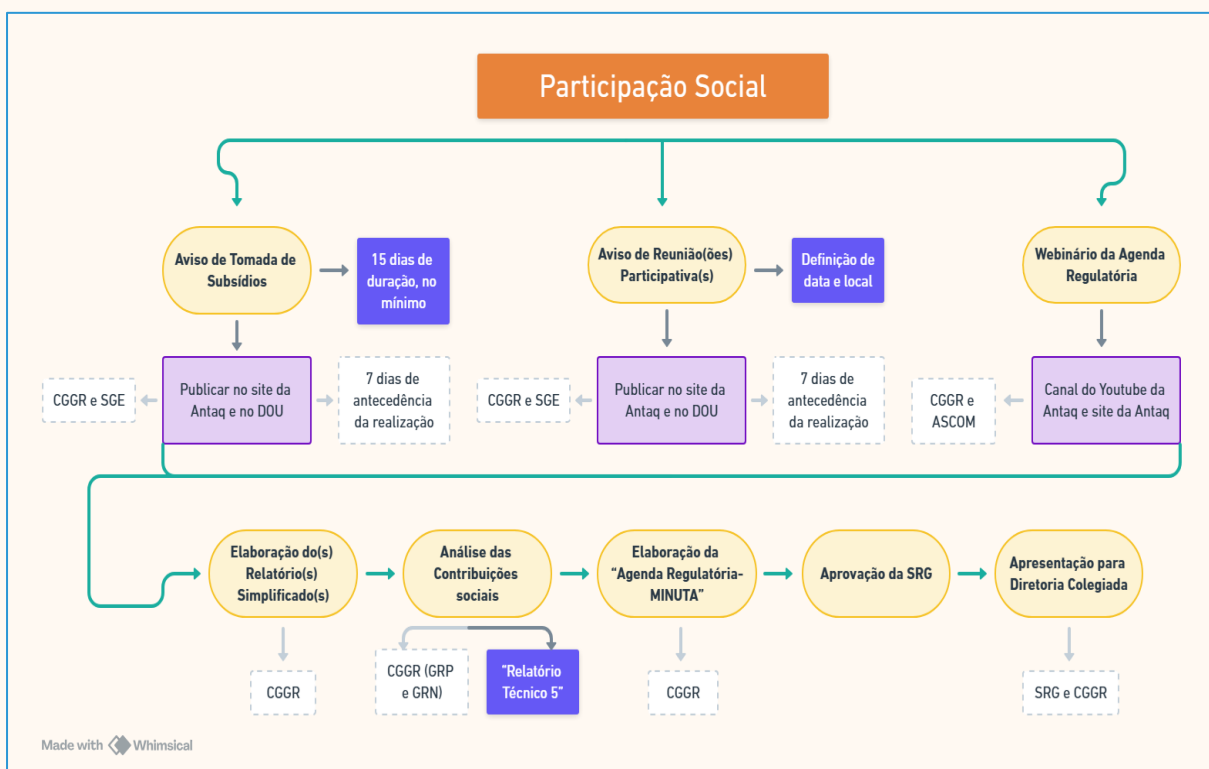 Participação Social
Aviso de Tomada de
Subsídios
15 dias de
duração, no
mínimo
Aviso de Reunião(ões)
Participativa(s)
Definição de
data e local
Webinário da Agenda
Regulatória
CGGR e SGE
Publicar no site da
Antaq e no DOU
7 dias de
antecedência
da realização
CGGR e SGE
Publicar no site da
Antaq e no DOU
7 dias de
antecedência
da realização
CGGR e
ASCOM
Canal do Youtube da
Antaq e site da Antaq
Elaboração do(s)
Relatório(s)
Simplificado(s)
Análise das
Contribuições
sociais
Elaboração da
“Agenda Regulatória-
MINUTA”
Aprovação da SRG
Apresentação para
Diretoria Colegiada
CGGR
CGGR (GRP
e GRN)
"Relatório
Técnico 5”
CGGR
SRG e CGGR
Made with Whimsical